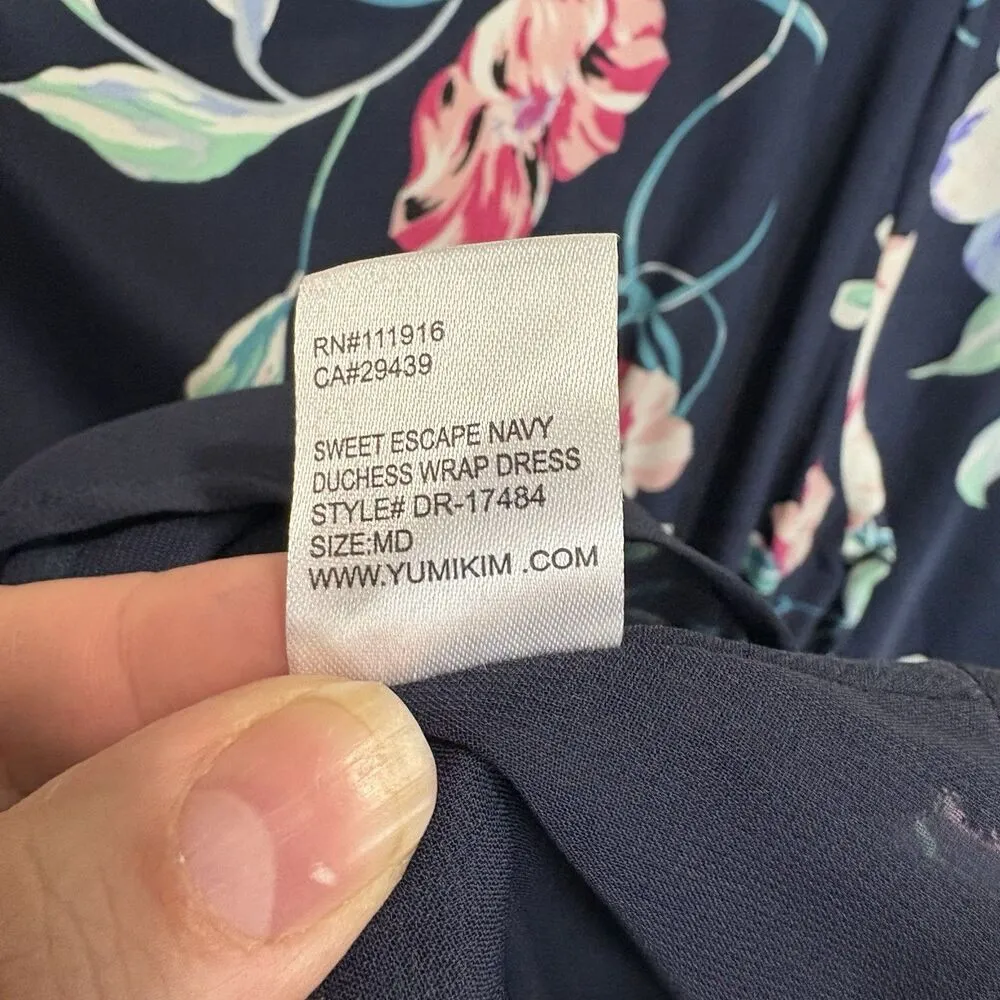 RN#111916
CA#29439
SWEET ESCAPE NAVY
DUCHESS WRAP DRESS
STYLE# DR-17484
SIZE:MD
WWW.YUMIKIM .COM